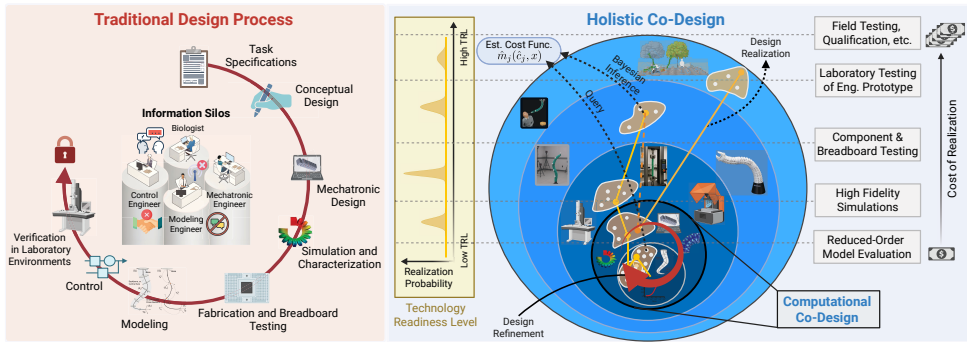 Traditional Design Process
Task
Specifications
Conceptual
Design
Information Silos
Biologist
Control
Engineer
Mechatronic
Engineer
Modeling
Engineer
Mechatronic
Design
Simulation and
Characterization
Fabrication and Breadboard
Testing
Modeling
Control
Verification
in Laboratory
Environments
Holistic Co-Design
High TRL
Low TRL
Realization
Probability
Technology
Readiness Level
Est. Cost Func.
m̂ⱼ(ĉⱼ, x)
Bayesian
Inference
Query
Design
Realization
Design
Refinement
Computational
Co-Design
Field Testing,
Qualification, etc.
Laboratory Testing
of Eng. Prototype
Component &
Breadboard Testing
High Fidelity
Simulations
Reduced-Order
Model Evaluation
Cost of Realization